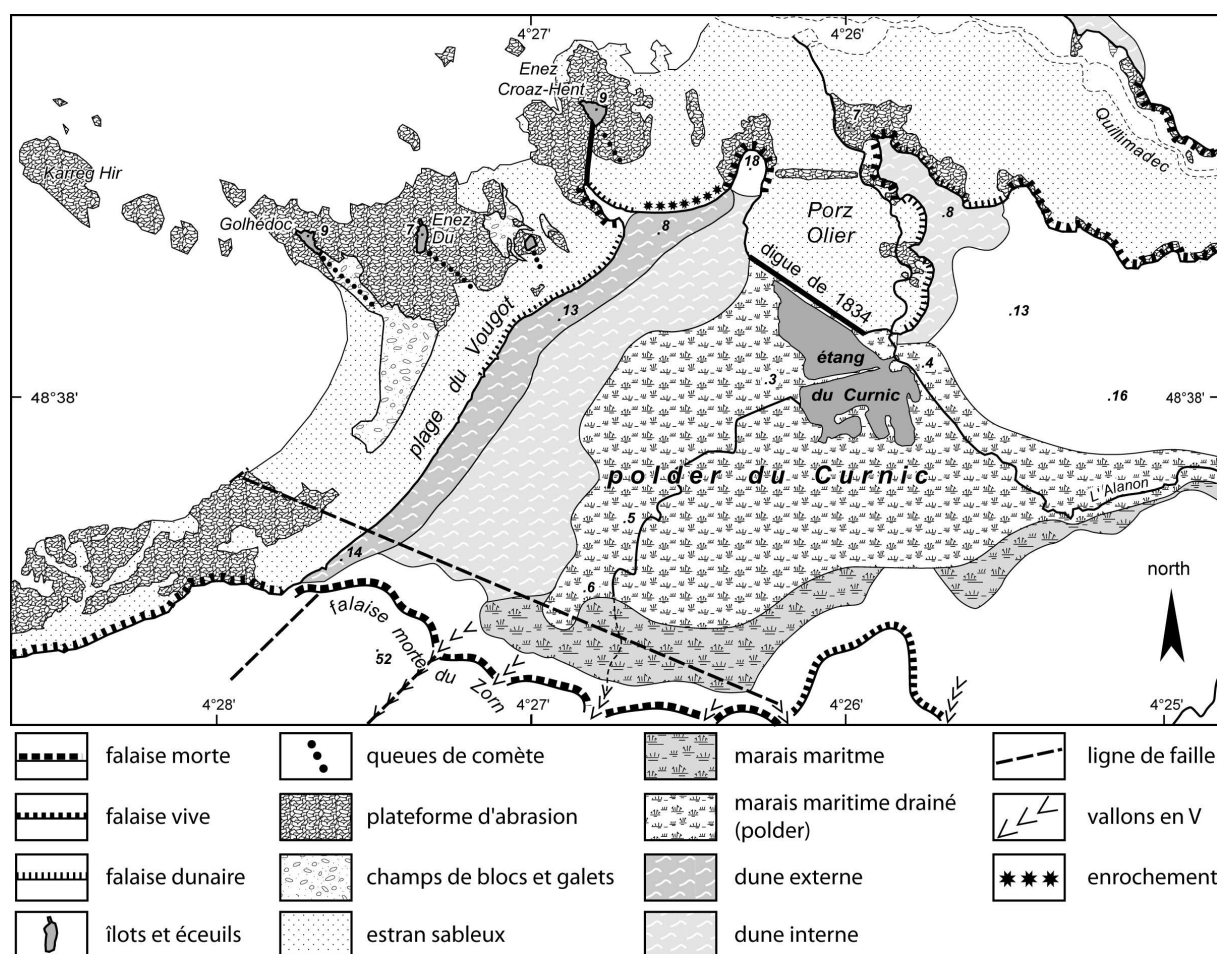 4°27'
4°26'
Enez
Croaz-Hent
9
7
18
Quillimadec
Karreg Hir
Golhédoc
9
7
Enez
Du
8
Porz
Olier
8
digue de 1834
13
13
plage du Vougot
étang
.4
48°38'
.3
du Curnic
16
48°38'
polder du Curnic
L'Alanon
.5
14
north
.6
falaise morte du Zorn
52
4°28'
4°27'
4°26'
4°25'
falaise morte
queues de comète
marais maritme
ligne de faille
falaise vive
plateforme d'abrasion
marais maritime drainé
(polder)
vallons en V
falaise dunaire
champs de blocs et galets
dune externe
enrochement
îlots et éceuils
estran sableux
dune interne